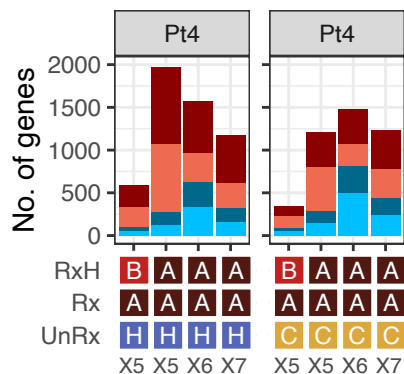 Pt4 Pt4
No. of genes
2000
1500
1000
500
0
RxH B A A A B A A A
Rx A A A A A A A A
UnRx H H H H C C C C
X5 X5 X6 X7 X5 X5 X6 X7